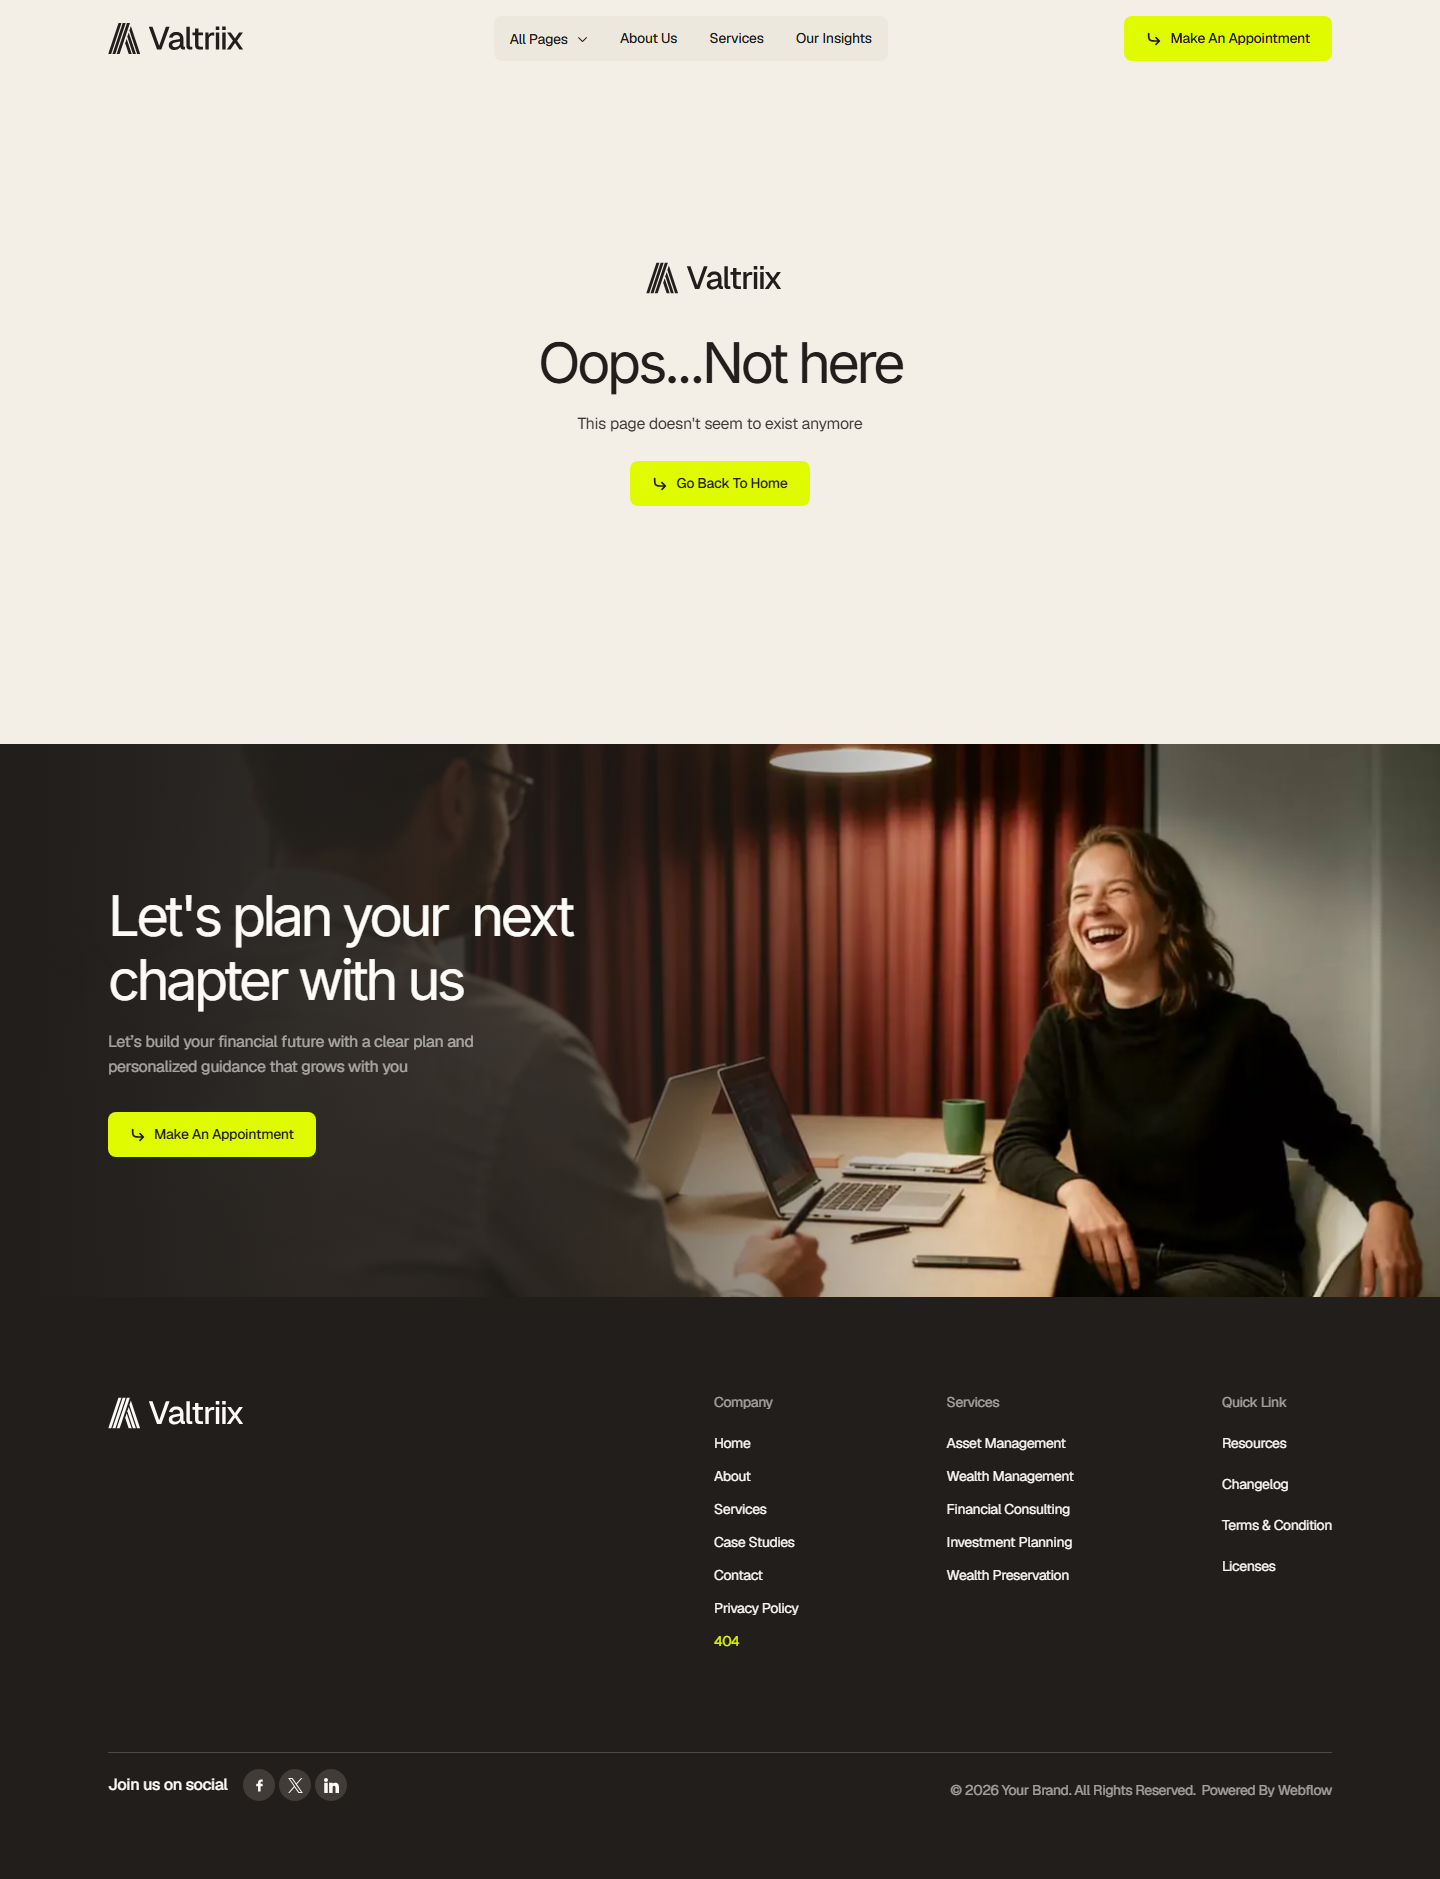 Valtriix
All Pages
About Us
Services
Our Insights
Make An Appointment
Valtriix
Oops...Not here
This page doesn't seem to exist anymore
Go Back To Home
Let's plan your next
chapter with us
Let’s build your financial future with a clear plan and
personalized guidance that grows with you
Make An Appointment
Valtriix
Company
Home
About
Services
Case Studies
Contact
Privacy Policy
404
Services
Asset Management
Wealth Management
Financial Consulting
Investment Planning
Wealth Preservation
Quick Link
Resources
Changelog
Terms & Condition
Licenses
Join us on social
© 2026 Your Brand. All Rights Reserved. Powered By Webflow